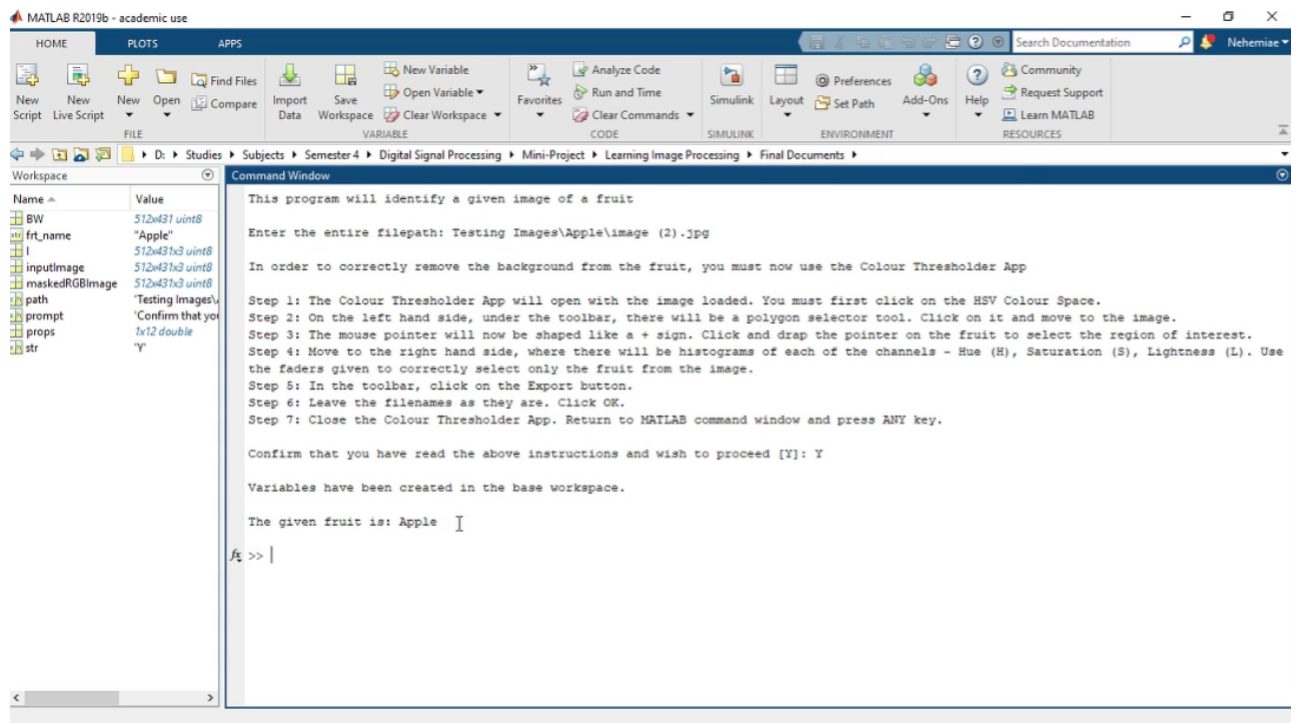 MATLAB R2019b - academic use
HOME PLOTS APPS
Search Documentation Nehemiae
New Script
New Live Script
New
Open
Find Files
Compare
Import Data
Save Workspace
New Variable
Open Variable
Clear Workspace
Favorites
Analyze Code
Run and Time
Clear Commands
Simulink
Layout
Preferences
Set Path
Add-Ons
Help
Community
Request Support
Learn MATLAB
FILE VARIABLE CODE SIMULINK ENVIRONMENT RESOURCES
D: Studies Subjects Semester 4 Digital Signal Processing Mini-Project Learning Image Processing Final Documents
Workspace
Name Value
BW 512x431 uint8
frt_name "Apple"
I 512x431x3 uint8
inputImage 512x431x3 uint8
maskedRGBImage 512x431x3 uint8
path 'Testing Images\
prompt 'Confirm that you
props 1x12 double
str 'Y'
Command Window
This program will identify a given image of a fruit
Enter the entire filepath: Testing Images\Apple\image (2).jpg
In order to correctly remove the background from the fruit, you must now use the Colour Thresholder App
Step 1: The Colour Thresholder App will open with the image loaded. You must first click on the HSV Colour Space.
Step 2: On the left hand side, under the toolbar, there will be a polygon selector tool. Click on it and move to the image.
Step 3: The mouse pointer will now be shaped like a + sign. Click and drap the pointer on the fruit to select the region of interest.
Step 4: Move to the right hand side, where there will be histograms of each of the channels - Hue (H), Saturation (S), Lightness (L). Use
the faders given to correctly select only the fruit from the image.
Step 5: In the toolbar, click on the Export button.
Step 6: Leave the filenames as they are. Click OK.
Step 7: Close the Colour Thresholder App. Return to MATLAB command window and press ANY key.
Confirm that you have read the above instructions and wish to proceed [Y]: Y
Variables have been created in the base workspace.
The given fruit is: Apple
fx >>